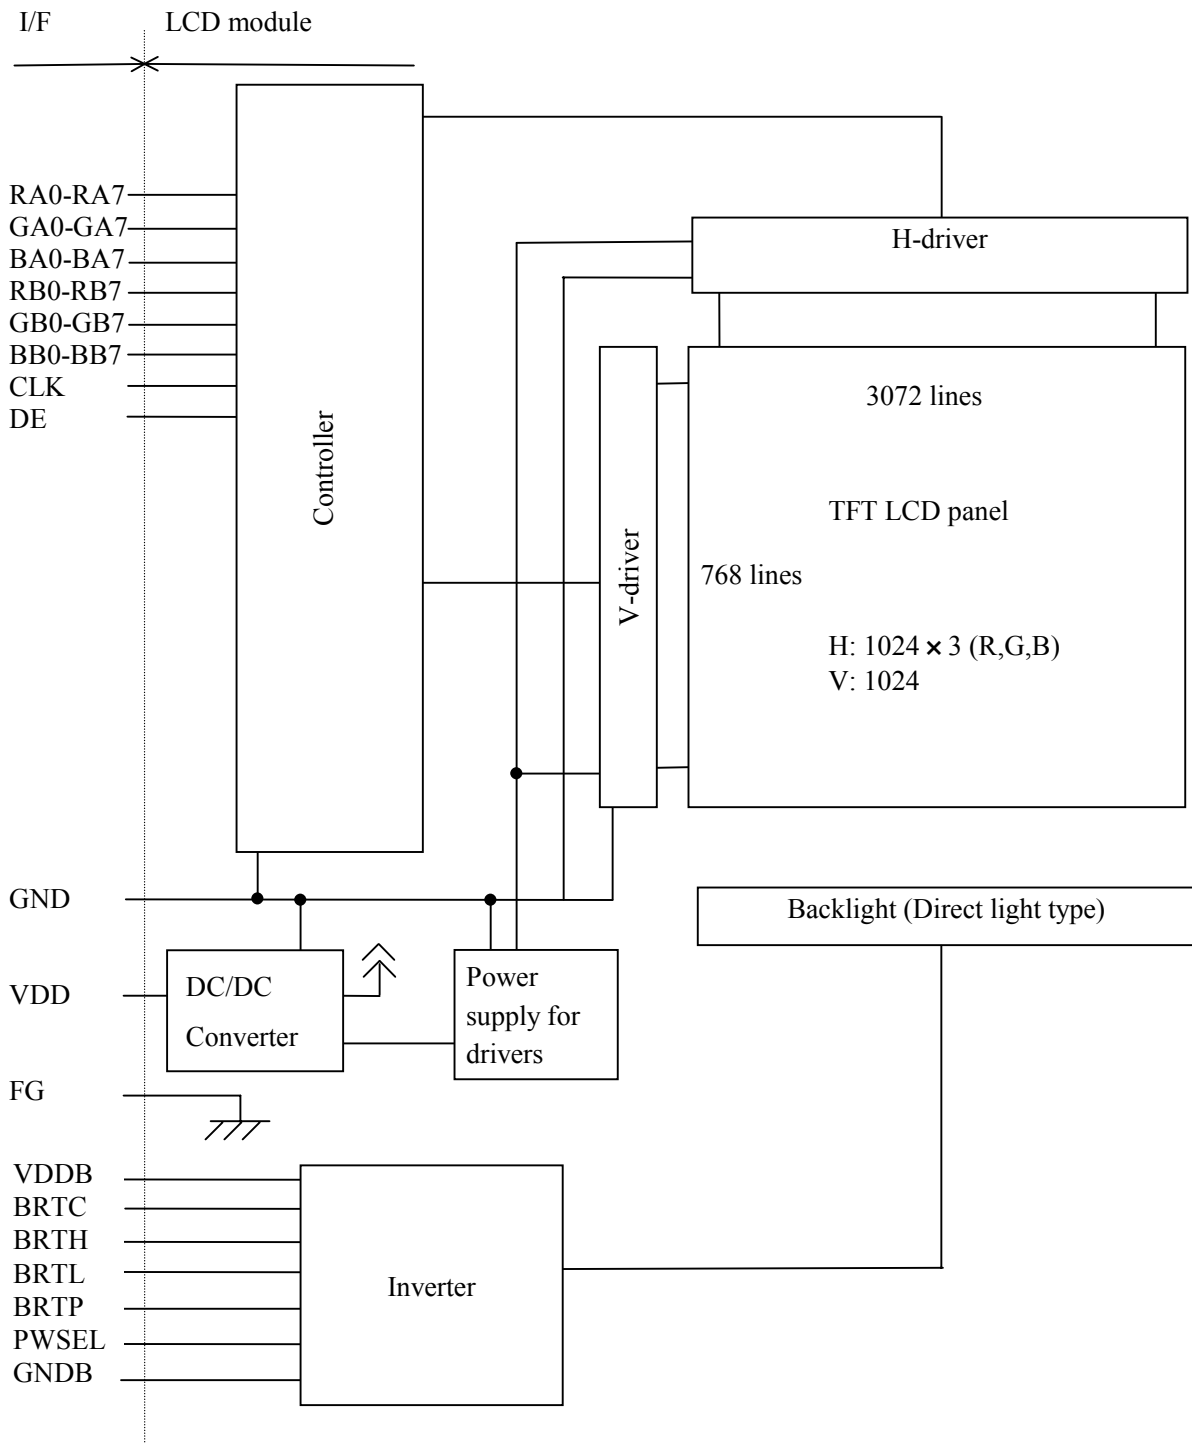 I/F
LCD module
RA0-RA7
GA0-GA7
BA0-BA7
RB0-RB7
GB0-GB7
BB0-BB7
CLK
DE
Controller
H-driver
V-driver
3072 lines
TFT LCD panel
768 lines
H: 1024 × 3 (R,G,B)
V: 1024
GND
Backlight (Direct light type)
VDD
DC/DC
Converter
Power
supply for
drivers
FG
VDDB
BRTC
BRTH
BRTL
BRTP
PWSEL
GNDB
Inverter